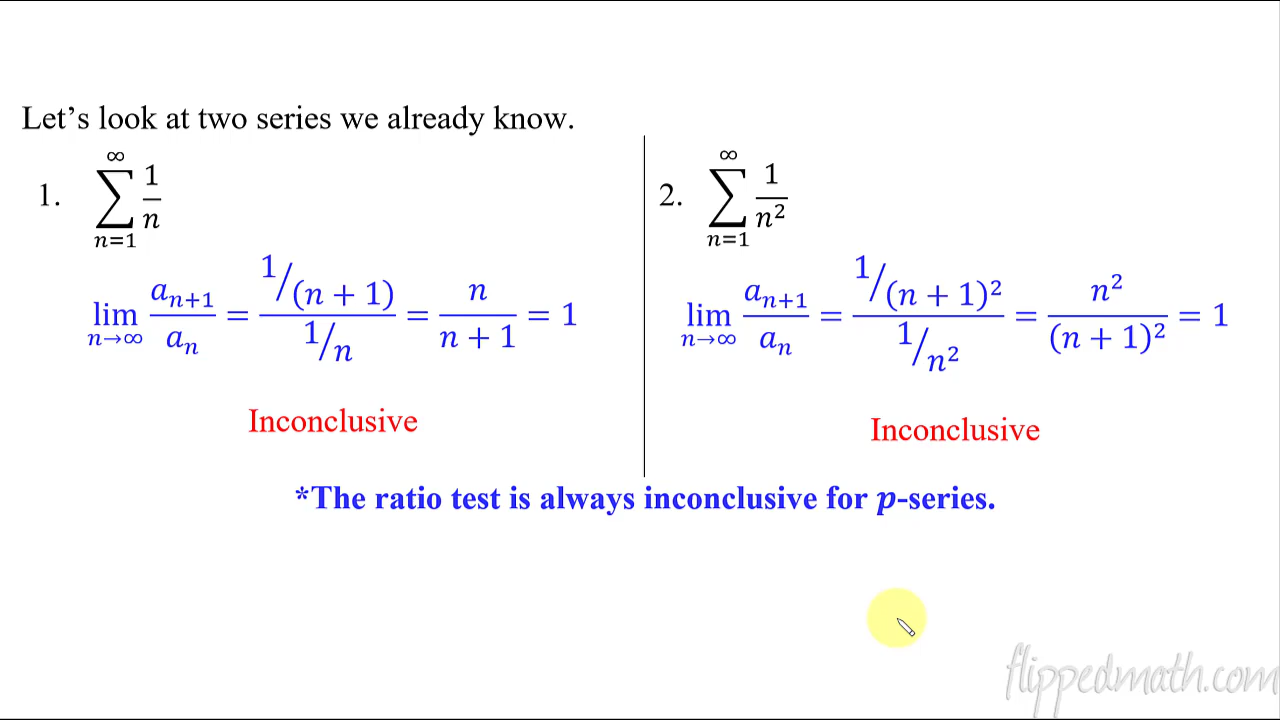 Let's look at two series we already know.
1. ∑_{n=1}^{∞} 1/n
lim_{n→∞} a_{n+1}/a_n = (1/(n + 1))/(1/n) = n/(n + 1) = 1
Inconclusive
2. ∑_{n=1}^{∞} 1/n²
lim_{n→∞} a_{n+1}/a_n = (1/(n + 1)²)/(1/n²) = n²/(n + 1)² = 1
Inconclusive
*The ratio test is always inconclusive for p-series.
flippedmath.com